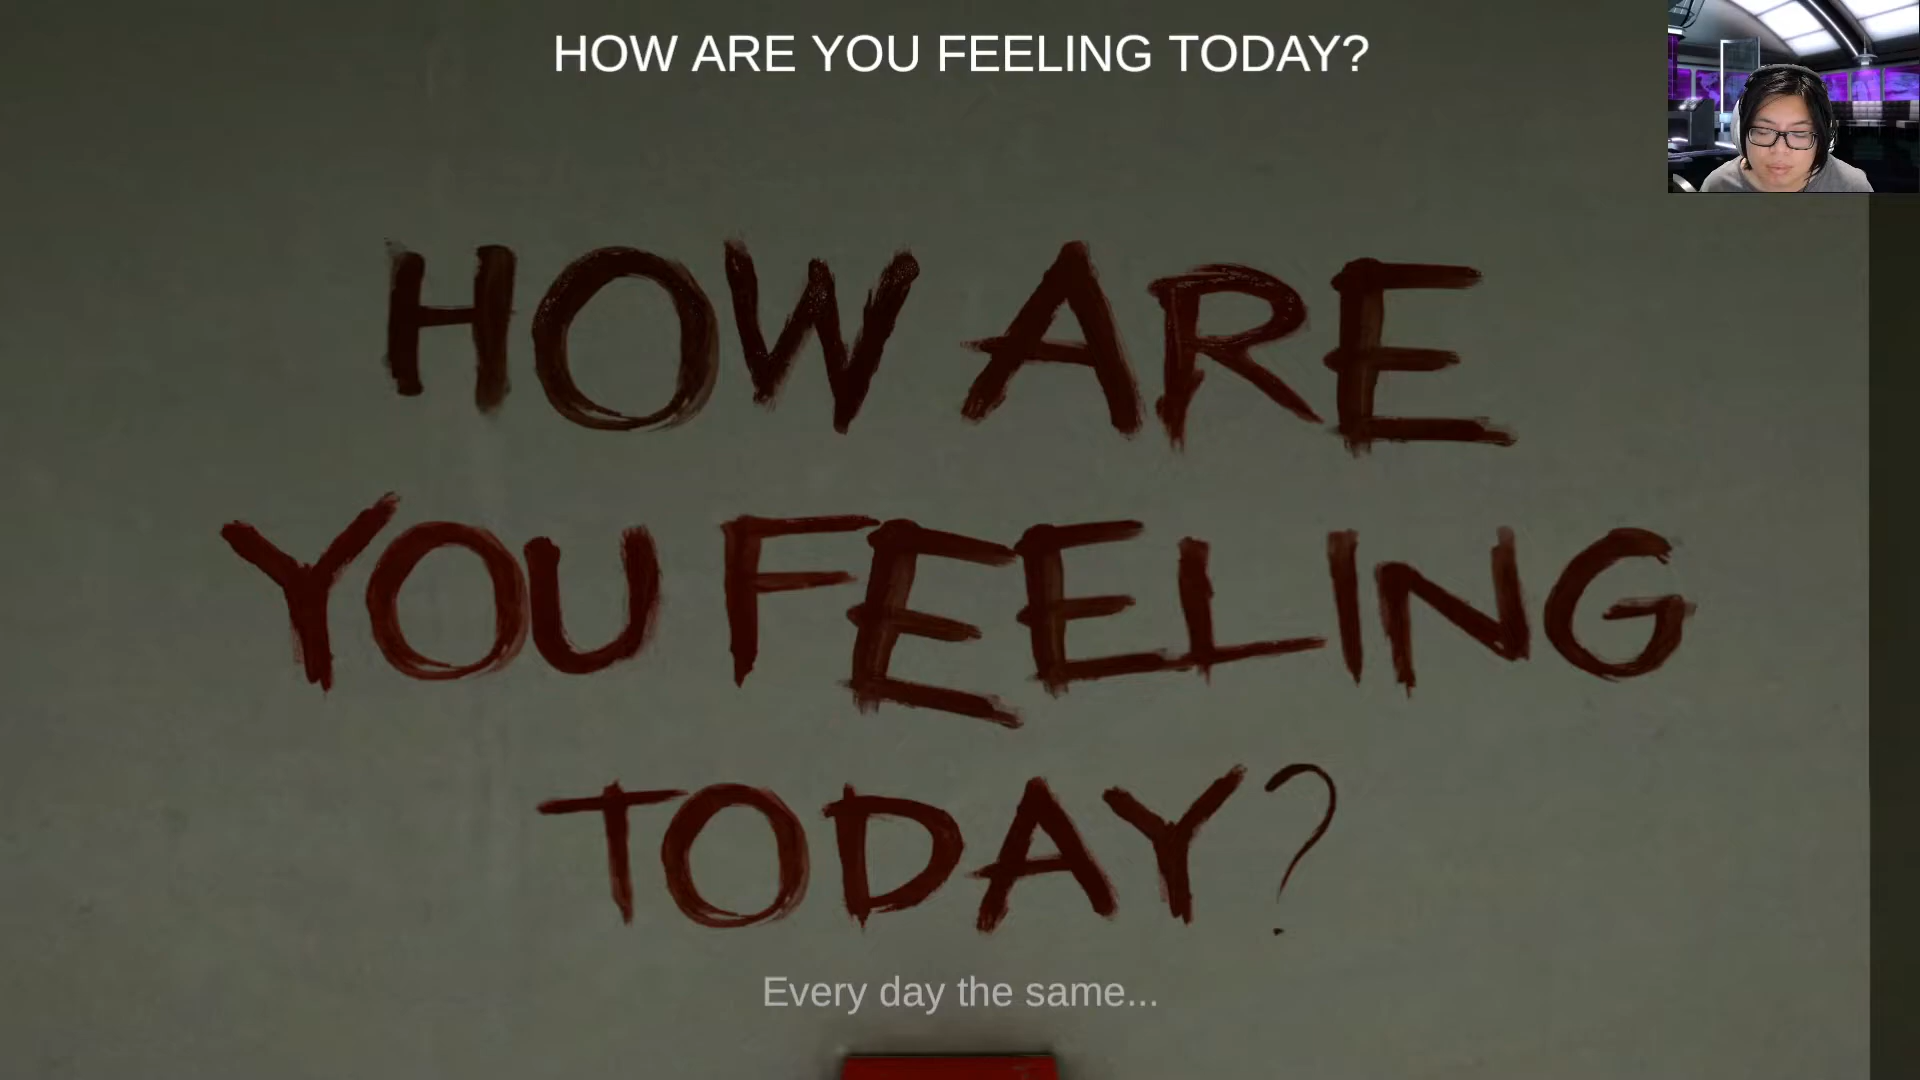 HOW ARE YOU FEELING TODAY?
HOW ARE
YOU FEELING
TODAY?
Every day the same...